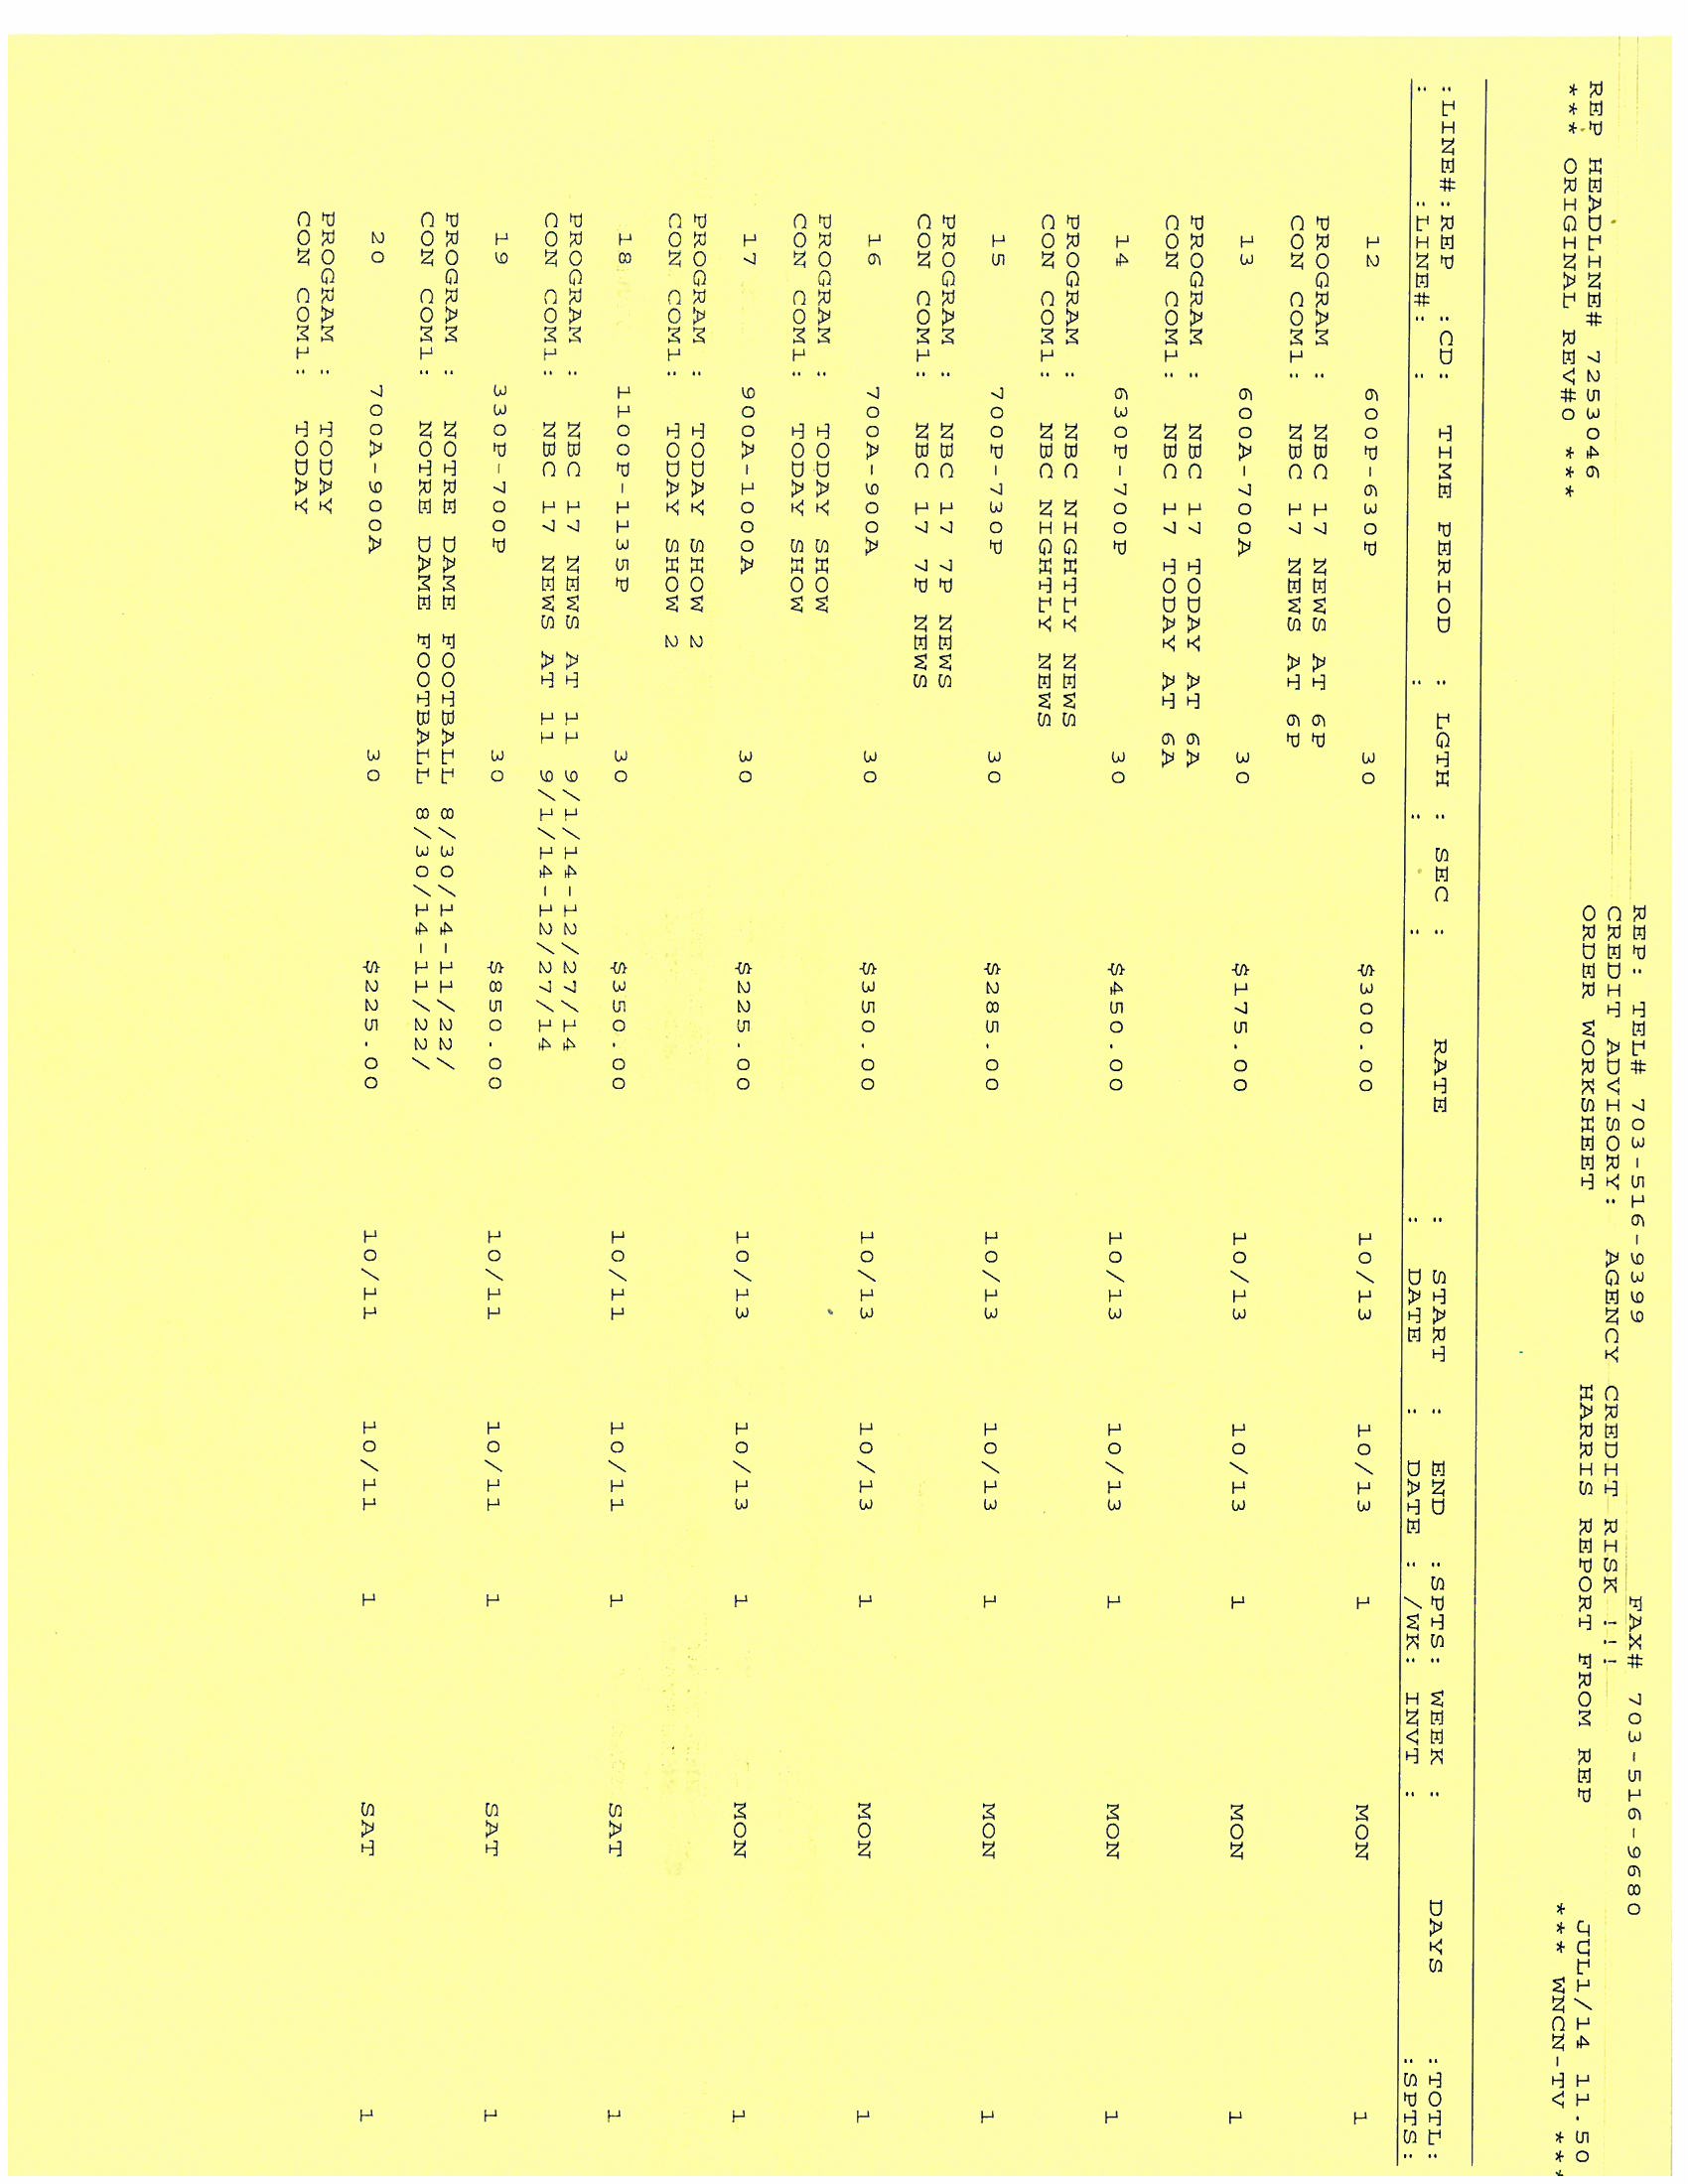 REP: TEL# 703-516-9399 FAX# 703-516-9680
CREDIT ADVISORY: AGENCY CREDIT RISK !!!
REP HEADLINE# 7253046 ORDER WORKSHEET HARRIS REPORT FROM REP JUL1/14 11.50
*** ORIGINAL REV#0 *** *** WNCN-TV ***
:LINE#:REP :CD: TIME PERIOD : LGTH : SEC : RATE : START : END :SPTS: WEEK : DAYS :TOTL:
: :LINE#: : : : : : DATE : DATE : /WK: INVT : :SPTS:
12 600P-630P 30 $300.00 10/13 10/13 1 MON 1
PROGRAM : NBC 17 NEWS AT 6P
CON COM1: NBC 17 NEWS AT 6P
13 600A-700A 30 $175.00 10/13 10/13 1 MON 1
PROGRAM : NBC 17 TODAY AT 6A
CON COM1: NBC 17 TODAY AT 6A
14 630P-700P 30 $450.00 10/13 10/13 1 MON 1
PROGRAM : NBC NIGHTLY NEWS
CON COM1: NBC NIGHTLY NEWS
15 700P-730P 30 $285.00 10/13 10/13 1 MON 1
PROGRAM : NBC 17 7P NEWS
CON COM1: NBC 17 7P NEWS
16 700A-900A 30 $350.00 10/13 10/13 1 MON 1
PROGRAM : TODAY SHOW
CON COM1: TODAY SHOW
17 900A-1000A 30 $225.00 10/13 10/13 1 MON 1
PROGRAM : TODAY SHOW 2
CON COM1: TODAY SHOW 2
18 1100P-1135P 30 $350.00 10/11 10/11 1 SAT 1
PROGRAM : NBC 17 NEWS AT 11 9/1/14-12/27/14
CON COM1: NBC 17 NEWS AT 11 9/1/14-12/27/14
19 330P-700P 30 $850.00 10/11 10/11 1 SAT 1
PROGRAM : NOTRE DAME FOOTBALL 8/30/14-11/22/
CON COM1: NOTRE DAME FOOTBALL 8/30/14-11/22/
20 700A-900A 30 $225.00 10/11 10/11 1 SAT 1
PROGRAM : TODAY
CON COM1: TODAY